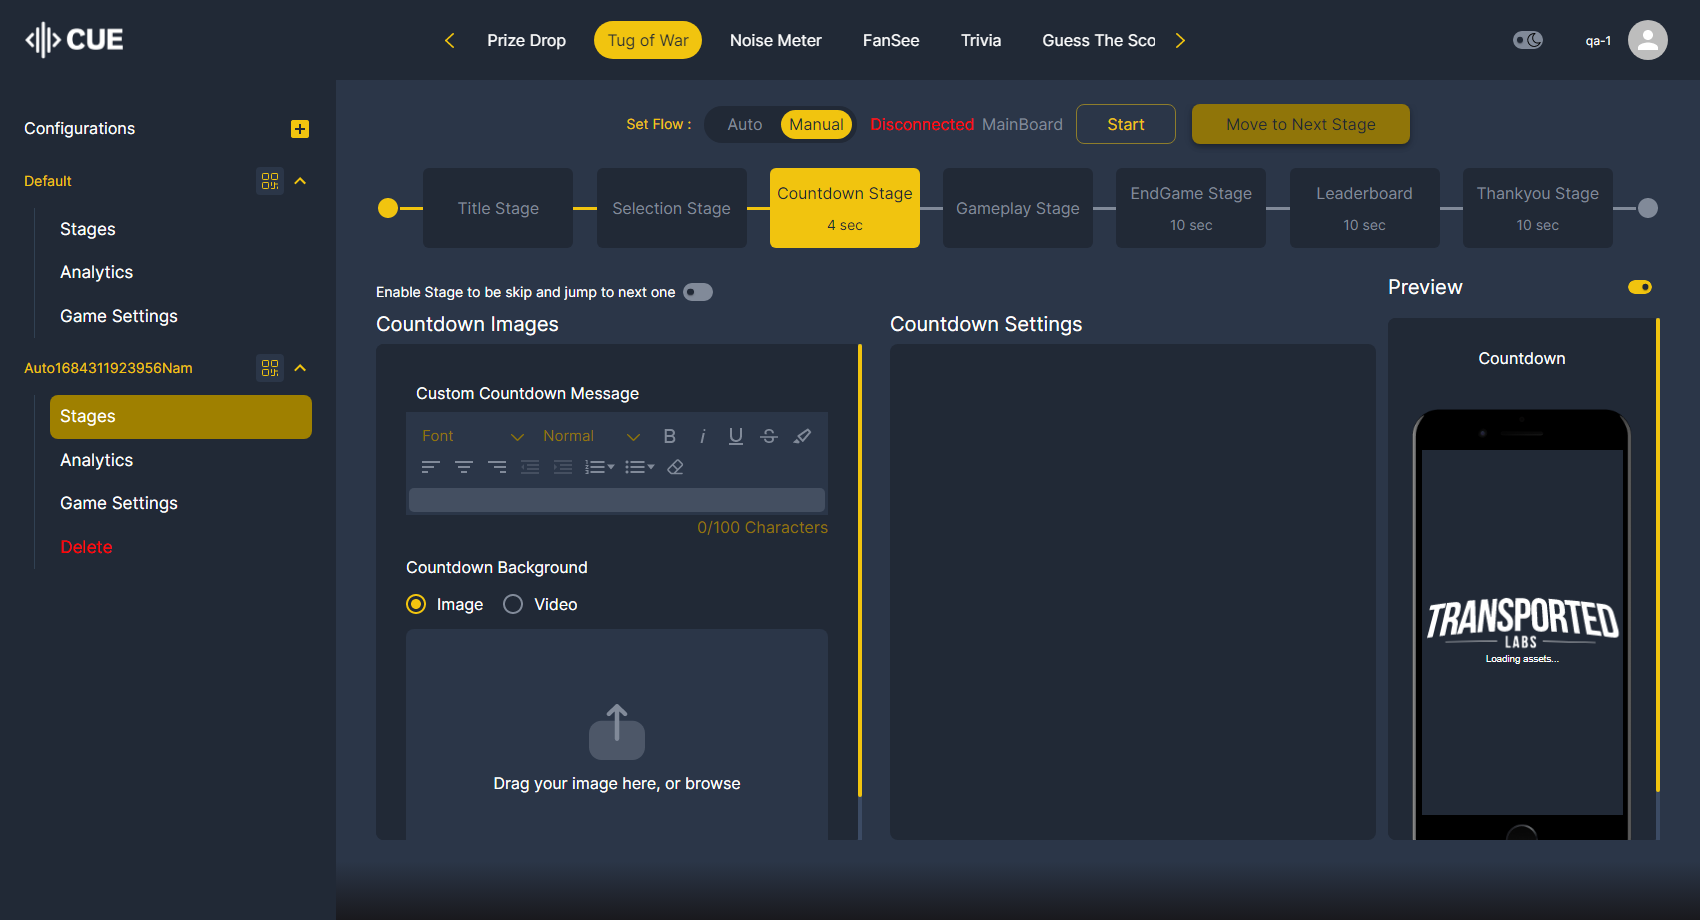 CUE
Prize Drop
Tug of War
Noise Meter
FanSee
Trivia
Guess The Sco
qa-1
Configurations
Default
Stages
Analytics
Game Settings
Auto1684311923956Nam
Stages
Analytics
Game Settings
Delete
Set Flow :
Auto
Manual
Disconnected MainBoard
Start
Move to Next Stage
Title Stage
Selection Stage
Countdown Stage
4 sec
Gameplay Stage
EndGame Stage
10 sec
Leaderboard
10 sec
Thankyou Stage
10 sec
Enable Stage to be skip and jump to next one
Countdown Images
Custom Countdown Message
Font
Normal
0/100 Characters
Countdown Background
Image
Video
Drag your image here, or browse
Countdown Settings
Preview
Countdown
TRANSPORTED
LABS
Loading assets...